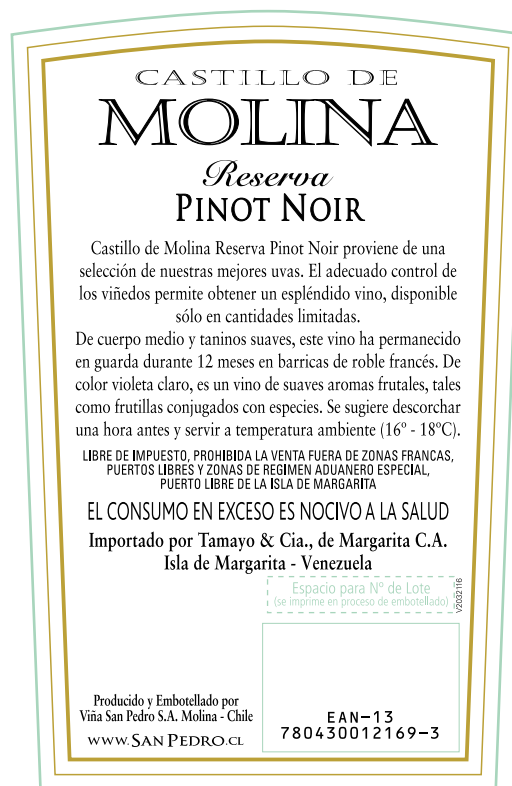 CASTILLO DE
MOLINA
Reserva
PINOT NOIR
Castillo de Molina Reserva Pinot Noir proviene de una
selección de nuestras mejores uvas. El adecuado control de
los viñedos permite obtener un espléndido vino, disponible
sólo en cantidades limitadas.
De cuerpo medio y taninos suaves, este vino ha permanecido
en guarda durante 12 meses en barricas de roble francés. De
color violeta claro, es un vino de suaves aromas frutales, tales
como frutillas conjugados con especies. Se sugiere descorchar
una hora antes y servir a temperatura ambiente (16º - 18ºC).
LIBRE DE IMPUESTO, PROHIBIDA LA VENTA FUERA DE ZONAS FRANCAS,
PUERTOS LIBRES Y ZONAS DE REGIMEN ADUANERO ESPECIAL,
PUERTO LIBRE DE LA ISLA DE MARGARITA
EL CONSUMO EN EXCESO ES NOCIVO A LA SALUD
Importado por Tamayo & Cia., de Margarita C.A.
Isla de Margarita - Venezuela
Espacio para Nº de Lote
(se imprime en proceso de embotellado)
V2032116
Producido y Embotellado por
Viña San Pedro S.A. Molina - Chile
WWW.SAN PEDRO.CL
EAN-13
780430012169-3